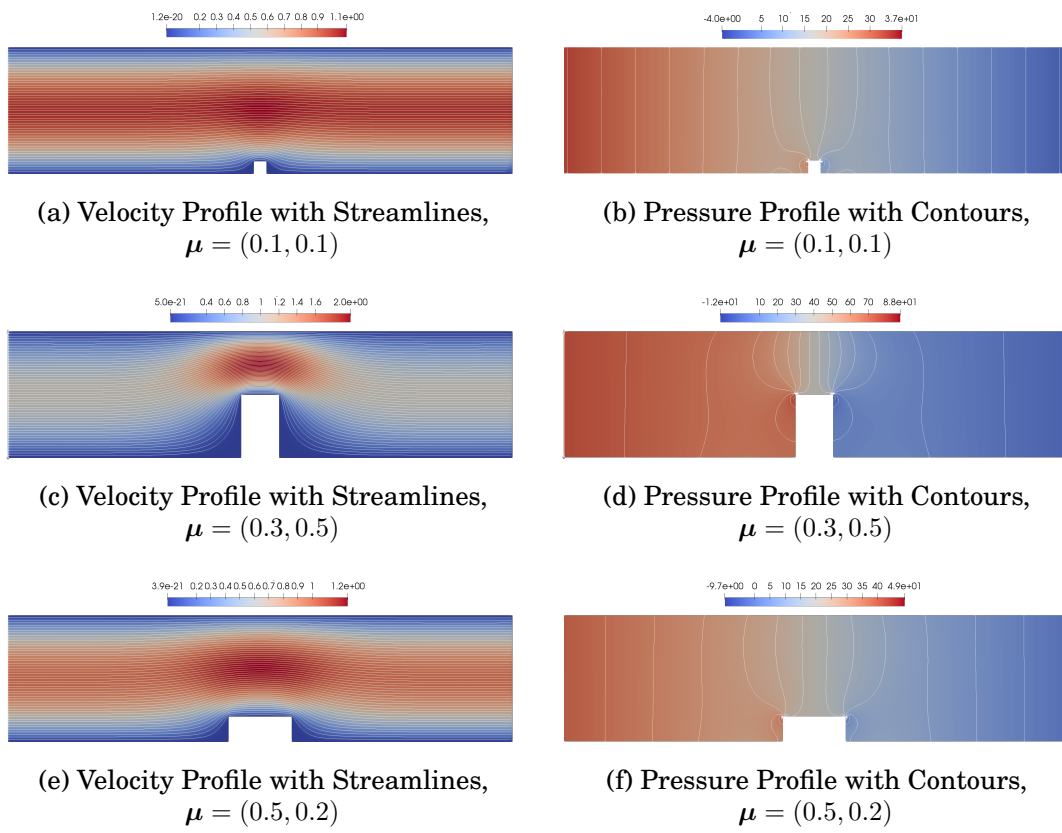 1.2e-20 0.2 0.3 0.4 0.5 0.6 0.7 0.8 0.9 1.1e+00
-4.0e+00 5 10 15 20 25 30 3.7e+01
(a) Velocity Profile with Streamlines,
μ = (0.1, 0.1)
(b) Pressure Profile with Contours,
μ = (0.1, 0.1)
5.0e-21 0.4 0.6 0.8 1 1.2 1.4 1.6 2.0e+00
-1.2e+01 10 20 30 40 50 60 70 8.8e+01
(c) Velocity Profile with Streamlines,
μ = (0.3, 0.5)
(d) Pressure Profile with Contours,
μ = (0.3, 0.5)
3.9e-21 0.2 0.3 0.4 0.5 0.6 0.7 0.8 0.9 1 1.2e+00
-9.7e+00 0 5 10 15 20 25 30 35 40 4.9e+01
(e) Velocity Profile with Streamlines,
μ = (0.5, 0.2)
(f) Pressure Profile with Contours,
μ = (0.5, 0.2)